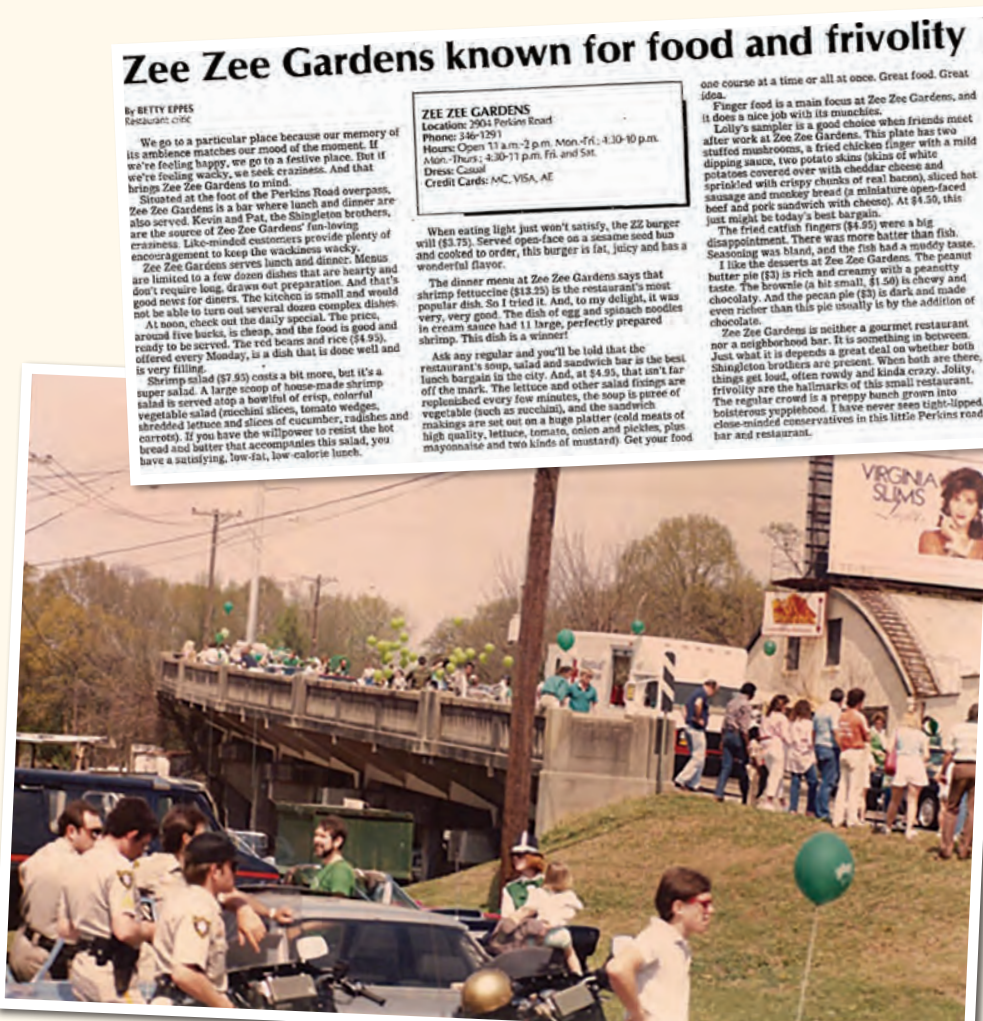 Zee Zee Gardens known for food and frivolity
By BETTY EPPES
Restaurant critic
We go to a particular place because our memory of
its ambience matches our mood of the moment. If
we're feeling happy, we go to a festive place. But if
we're feeling wacky, we seek craziness. And that
brings Zee Zee Gardens to mind.
Situated at the foot of the Perkins Road overpass,
Zee Zee Gardens is a bar where lunch and dinner are
also served. Kevin and Pat, the Shingleton brothers,
are the source of Zee Zee Gardens' fun-loving
craziness. Like-minded customers provide plenty of
encouragement to keep the wackiness wacky.
Zee Zee Gardens serves lunch and dinner. Menus
are limited to a few dozen dishes that are hearty and
don't require long, drawn out preparation. And that's
good news for diners. The kitchen is small and would
not be able to turn out several dozen complex dishes.
At noon, check out the daily special. The price,
around five bucks, is cheap, and the food is good and
ready to be served. The red beans and rice ($4.95),
offered every Monday, is a dish that is done well and
is very filling.
Shrimp salad ($7.95) costs a bit more, but it's a
super salad. A large scoop of house-made shrimp
salad is served atop a bowlful of crisp, colorful
vegetable salad (zucchini slices, tomato wedges,
shredded lettuce and slices of cucumber, radishes and
carrots). If you have the willpower to resist the hot
bread and butter that accompanies this salad, you
have a satisfying, low-fat, low-calorie lunch.
ZEE ZEE GARDENS
Location: 2904 Perkins Road
Phone: 346-1291
Hours: Open 11 a.m.-2 p.m. Mon.-Fri.; 4:30-10 p.m.
Mon.-Thurs.; 4:30-11 p.m. Fri. and Sat.
Dress: Casual
Credit Cards: MC, VISA, AE
When eating light just won't satisfy, the ZZ burger
will ($3.75). Served open-face on a sesame seed bun
and cooked to order, this burger is fat, juicy and has a
wonderful flavor.
The dinner menu at Zee Zee Gardens says that
shrimp fettuccine ($13.25) is the restaurant's most
popular dish. So I tried it. And, to my delight, it was
very, very good. The dish of egg and spinach noodles
in cream sauce had 11 large, perfectly prepared
shrimp. This dish is a winner!
Ask any regular and you'll be told that the
restaurant's soup, salad and sandwich bar is the best
lunch bargain in the city. And, at $4.95, that isn't far
off the mark. The lettuce and other salad fixings are
replenished every few minutes, the soup is puree of
vegetable (such as zucchini), and the sandwich
makings are set out on a huge platter (cold meats of
high quality, lettuce, tomato, onion and pickles, plus
mayonnaise and two kinds of mustard). Get your food
one course at a time or all at once. Great food. Great
idea.
Finger food is a main focus at Zee Zee Gardens, and
it does a nice job with its munchies.
Lolly's sampler is a good choice when friends meet
after work at Zee Zee Gardens. This plate has two
stuffed mushrooms, a fried chicken finger with a mild
dipping sauce, two potato skins (skins of white
potatoes covered over with cheddar cheese and
sprinkled with crispy chunks of real bacon), sliced hot
sausage and monkey bread (a miniature open-faced
beef and pork sandwich with cheese). At $4.50, this
just might be today's best bargain.
The fried catfish fingers ($4.95) were a big
disappointment. There was more batter than fish.
Seasoning was bland, and the fish had a muddy taste.
I like the desserts at Zee Zee Gardens. The peanut
butter pie ($3) is rich and creamy with a peanutty
taste. The brownie (a bit small, $1.50) is chewy and
chocolaty. And the pecan pie ($3) is dark and made
even richer than this pie usually is by the addition of
chocolate.
Zee Zee Gardens is neither a gourmet restaurant
nor a neighborhood bar. It is something in between.
Just what it is depends a great deal on whether both
Shingleton brothers are present. When both are there,
things get loud, often rowdy and kinda crazy. Jolity,
frivolity are the hallmarks of this small restaurant.
The regular crowd is a preppy bunch grown into
boisterous yuppiehood. I have never seen tight-lipped,
close-minded conservatives in this little Perkins road
bar and restaurant.
VIRGINIA
SLIMS